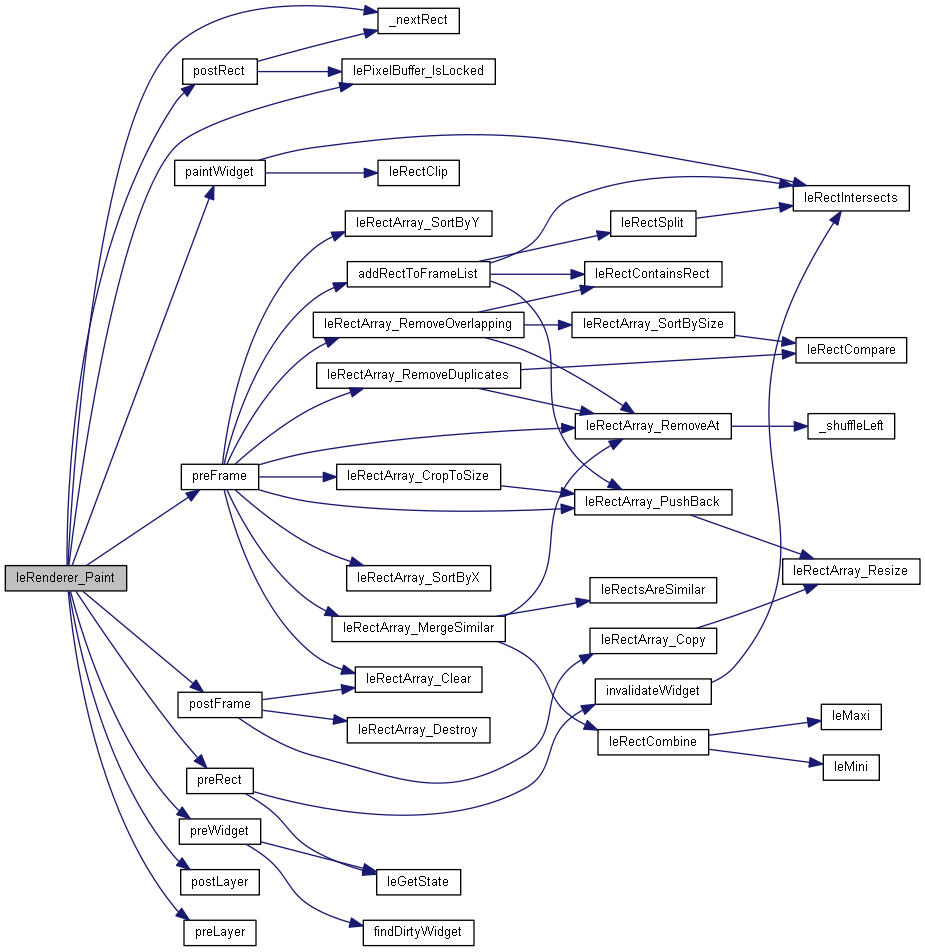 _nextRect
postRect
lePixelBuffer_IsLocked
paintWidget
leRectClip
leRectIntersects
leRectArray_SortByY
leRectSplit
addRectToFrameList
leRectContainsRect
leRectArray_RemoveOverlapping
leRectArray_SortBySize
leRectCompare
leRectArray_RemoveDuplicates
leRectArray_RemoveAt
_shuffleLeft
preFrame
leRectArray_CropToSize
leRectArray_PushBack
leRenderer_Paint
leRectArray_SortByX
leRectArray_Resize
leRectsAreSimilar
leRectArray_MergeSimilar
leRectArray_Copy
leRectArray_Clear
invalidateWidget
postFrame
leRectArray_Destroy
leRectCombine
leMaxi
leMini
preRect
preWidget
postLayer
leGetState
preLayer
findDirtyWidget